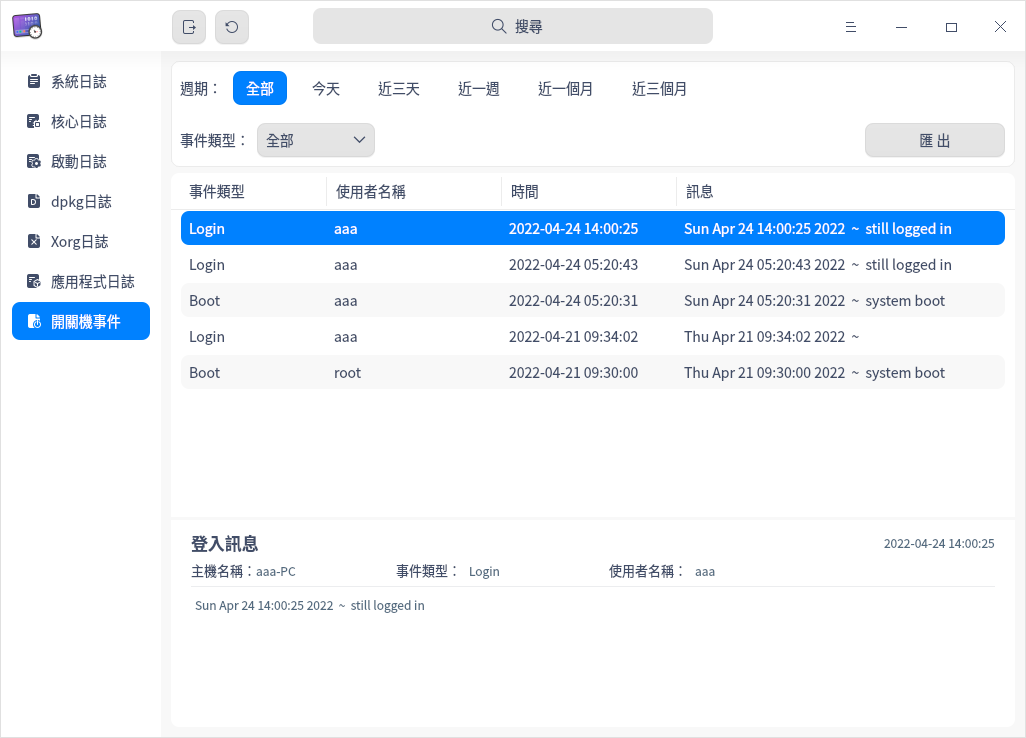 搜尋
系統日誌
核心日誌
啟動日誌
dpkg日誌
Xorg日誌
應用程式日誌
開關機事件
週期： 全部 今天 近三天 近一週 近一個月 近三個月
事件類型： 全部 匯出
事件類型 使用者名稱 時間 訊息
Login aaa 2022-04-24 14:00:25 Sun Apr 24 14:00:25 2022 ~ still logged in
Login aaa 2022-04-24 05:20:43 Sun Apr 24 05:20:43 2022 ~ still logged in
Boot aaa 2022-04-24 05:20:31 Sun Apr 24 05:20:31 2022 ~ system boot
Login aaa 2022-04-21 09:34:02 Thu Apr 21 09:34:02 2022 ~
Boot root 2022-04-21 09:30:00 Thu Apr 21 09:30:00 2022 ~ system boot
登入訊息 2022-04-24 14:00:25
主機名稱：aaa-PC 事件類型： Login 使用者名稱： aaa
Sun Apr 24 14:00:25 2022 ~ still logged in